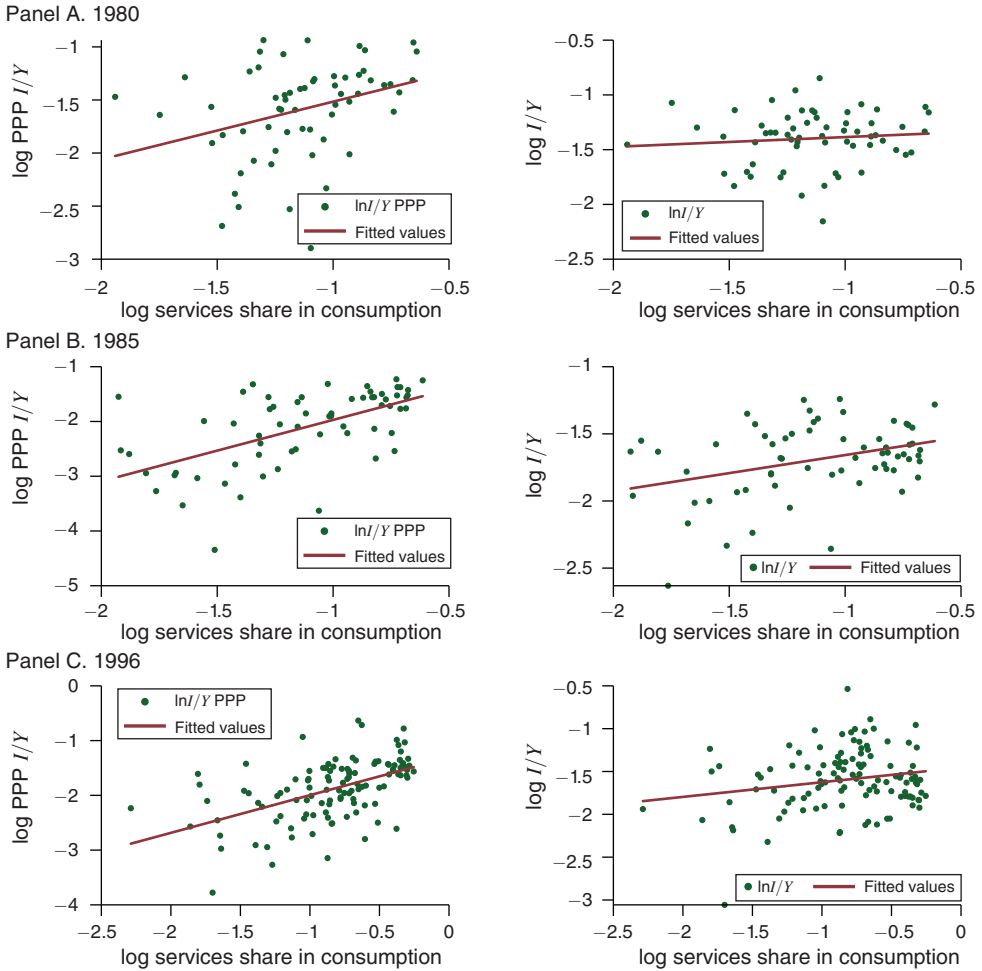 Panel A. 1980
log PPP I/Y
−1
−1.5
−2
−2.5
−3
−2
−1.5
−1
−0.5
log services share in consumption
lnI/Y PPP
Fitted values
log I/Y
−0.5
−1
−1.5
−2
−2.5
−2
−1.5
−1
−0.5
log services share in consumption
lnI/Y
Fitted values
Panel B. 1985
log PPP I/Y
−1
−2
−3
−4
−5
−2
−1.5
−1
−0.5
log services share in consumption
lnI/Y PPP
Fitted values
log I/Y
−1
−1.5
−2
−2.5
−2
−1.5
−1
−0.5
log services share in consumption
lnI/Y
Fitted values
Panel C. 1996
log PPP I/Y
0
−1
−2
−3
−4
−2.5
−2
−1.5
−1
−0.5
0
log services share in consumption
lnI/Y PPP
Fitted values
log I/Y
−0.5
−1
−1.5
−2
−2.5
−3
−2.5
−2
−1.5
−1
−0.5
0
log services share in consumption
lnI/Y
Fitted values